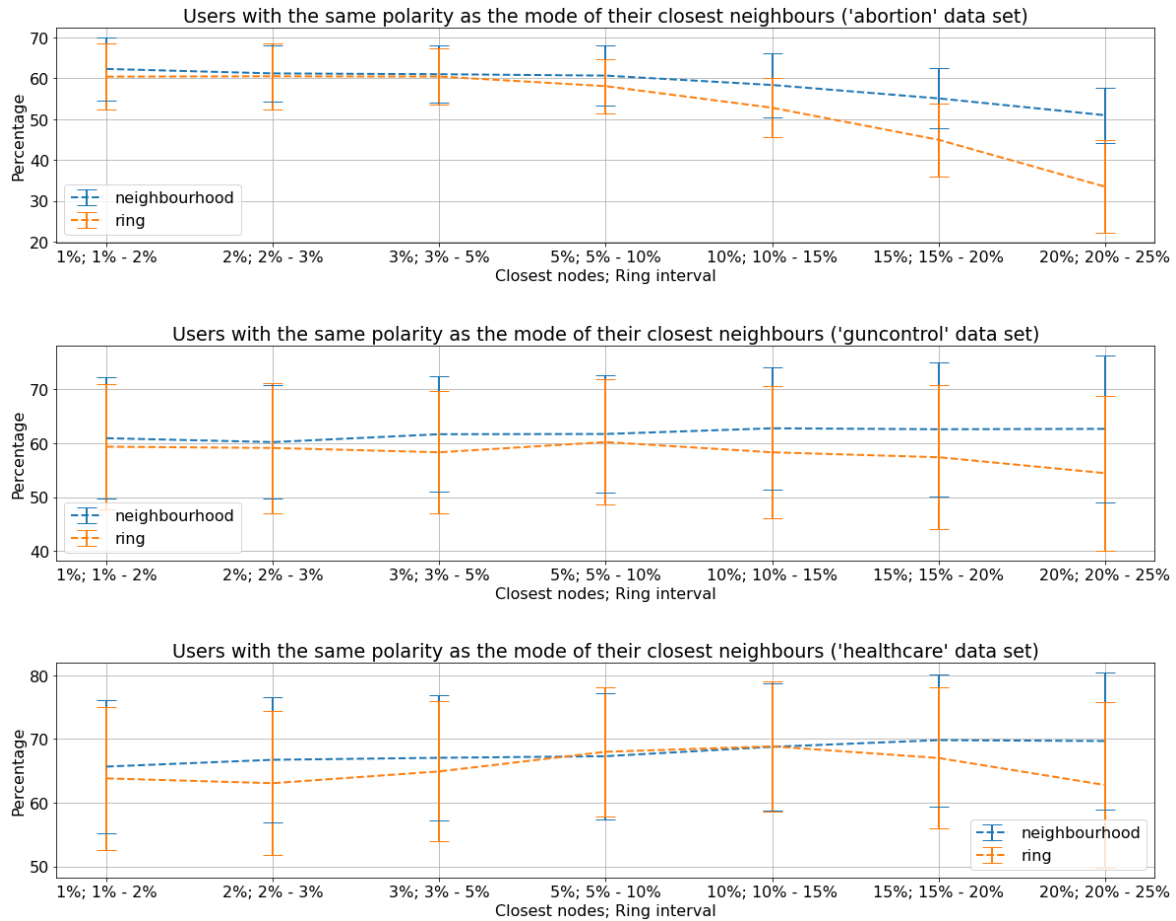 Users with the same polarity as the mode of their closest neighbours ('abortion' data set)
Percentage
70
60
50
40
30
20
neighbourhood
ring
1%; 1% - 2% 2%; 2% - 3% 3%; 3% - 5% 5%; 5% - 10% 10%; 10% - 15% 15%; 15% - 20% 20%; 20% - 25%
Closest nodes; Ring interval
Users with the same polarity as the mode of their closest neighbours ('guncontrol' data set)
Percentage
70
60
50
40
neighbourhood
ring
1%; 1% - 2% 2%; 2% - 3% 3%; 3% - 5% 5%; 5% - 10% 10%; 10% - 15% 15%; 15% - 20% 20%; 20% - 25%
Closest nodes; Ring interval
Users with the same polarity as the mode of their closest neighbours ('healthcare' data set)
Percentage
80
70
60
50
neighbourhood
ring
1%; 1% - 2% 2%; 2% - 3% 3%; 3% - 5% 5%; 5% - 10% 10%; 10% - 15% 15%; 15% - 20% 20%; 20% - 25%
Closest nodes; Ring interval